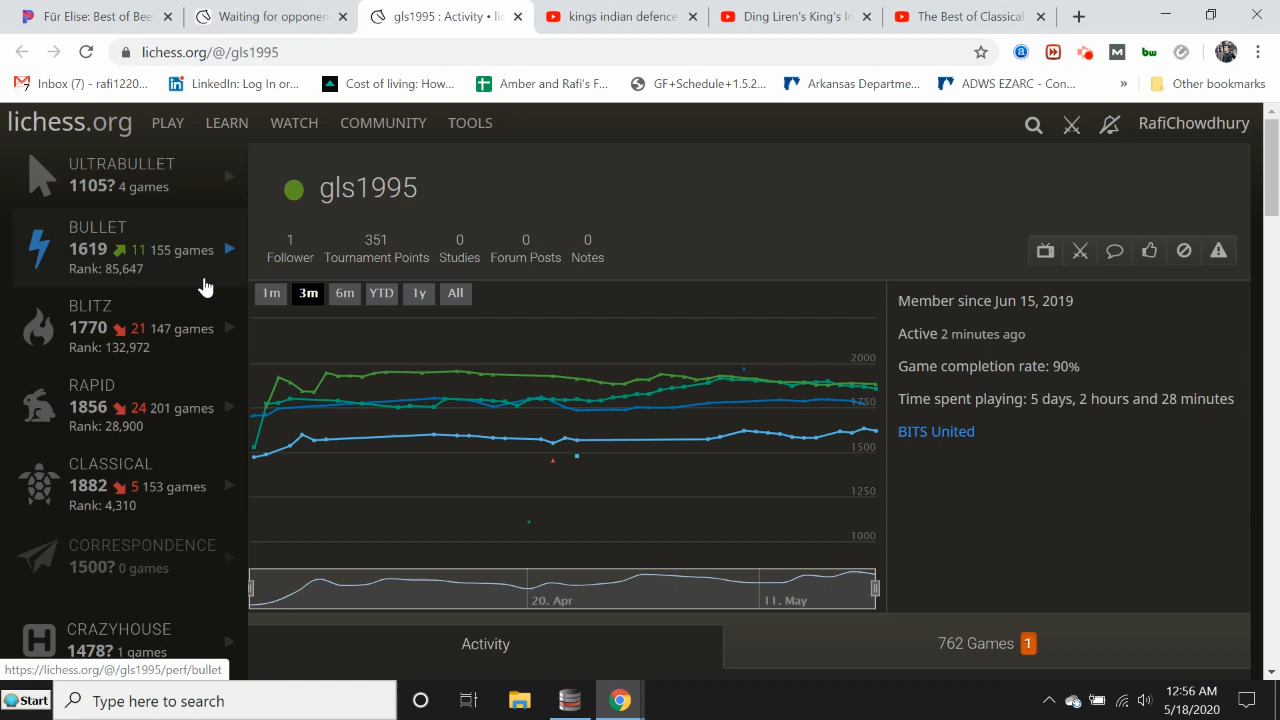 Für Elise: Best of Beet
Waiting for opponen
gls1995 : Activity • lic
kings indian defence
Ding Liren's King's In
The Best of Classical
lichess.org/@/gls1995
Inbox (7) - rafi1220...
LinkedIn: Log In or...
Cost of living: How...
Amber and Rafi's F...
GF+Schedule+1.5.2...
Arkansas Departme...
ADWS EZARC - Con...
»
Other bookmarks
lichess.org
PLAY
LEARN
WATCH
COMMUNITY
TOOLS
RafiChowdhury
ULTRABULLET
1105? 4 games
BULLET
1619 11 155 games
Rank: 85,647
BLITZ
1770 21 147 games
Rank: 132,972
RAPID
1856 24 201 games
Rank: 28,900
CLASSICAL
1882 5 153 games
Rank: 4,310
CORRESPONDENCE
1500? 0 games
CRAZYHOUSE
1478? 1 games
gls1995
1 351 0 0 0
Follower Tournament Points Studies Forum Posts Notes
1m 3m 6m YTD 1y All
2000
1750
1500
1250
1000
20. Apr
11. May
Member since Jun 15, 2019
Active 2 minutes ago
Game completion rate: 90%
Time spent playing: 5 days, 2 hours and 28 minutes
BITS United
Activity
762 Games 1
https://lichess.org/@/gls1995/perf/bullet
Start
Type here to search
12:56 AM
5/18/2020